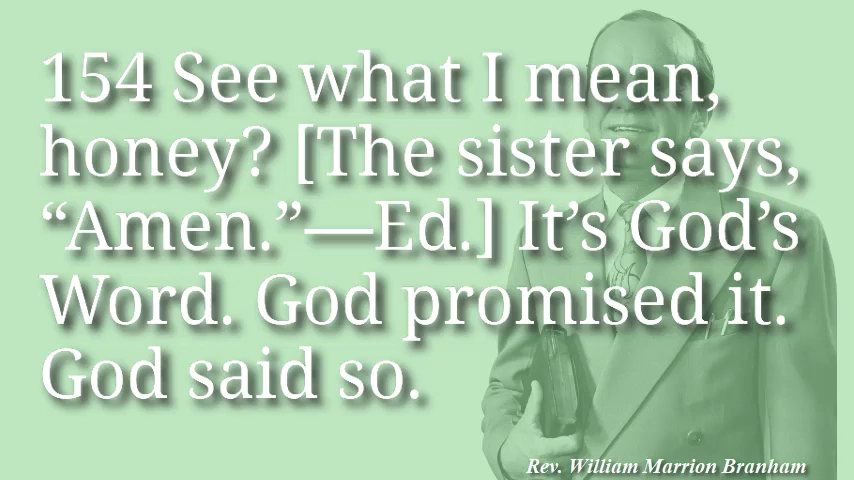 154 See what I mean,
honey? [The sister says,
“Amen.”—Ed.] It’s God’s
Word. God promised it.
God said so.
Rev. William Marrion Branham